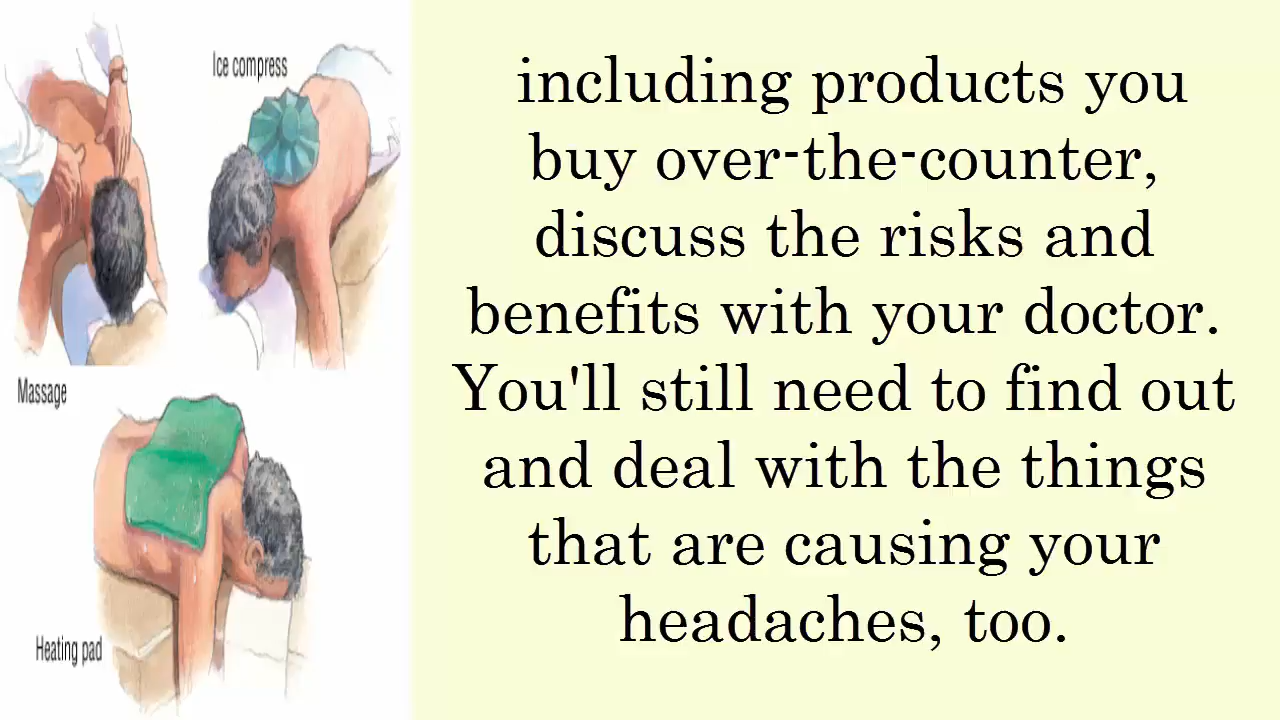 Ice compress
Massage
Heating pad
including products you
buy over-the-counter,
discuss the risks and
benefits with your doctor.
You'll still need to find out
and deal with the things
that are causing your
headaches, too.